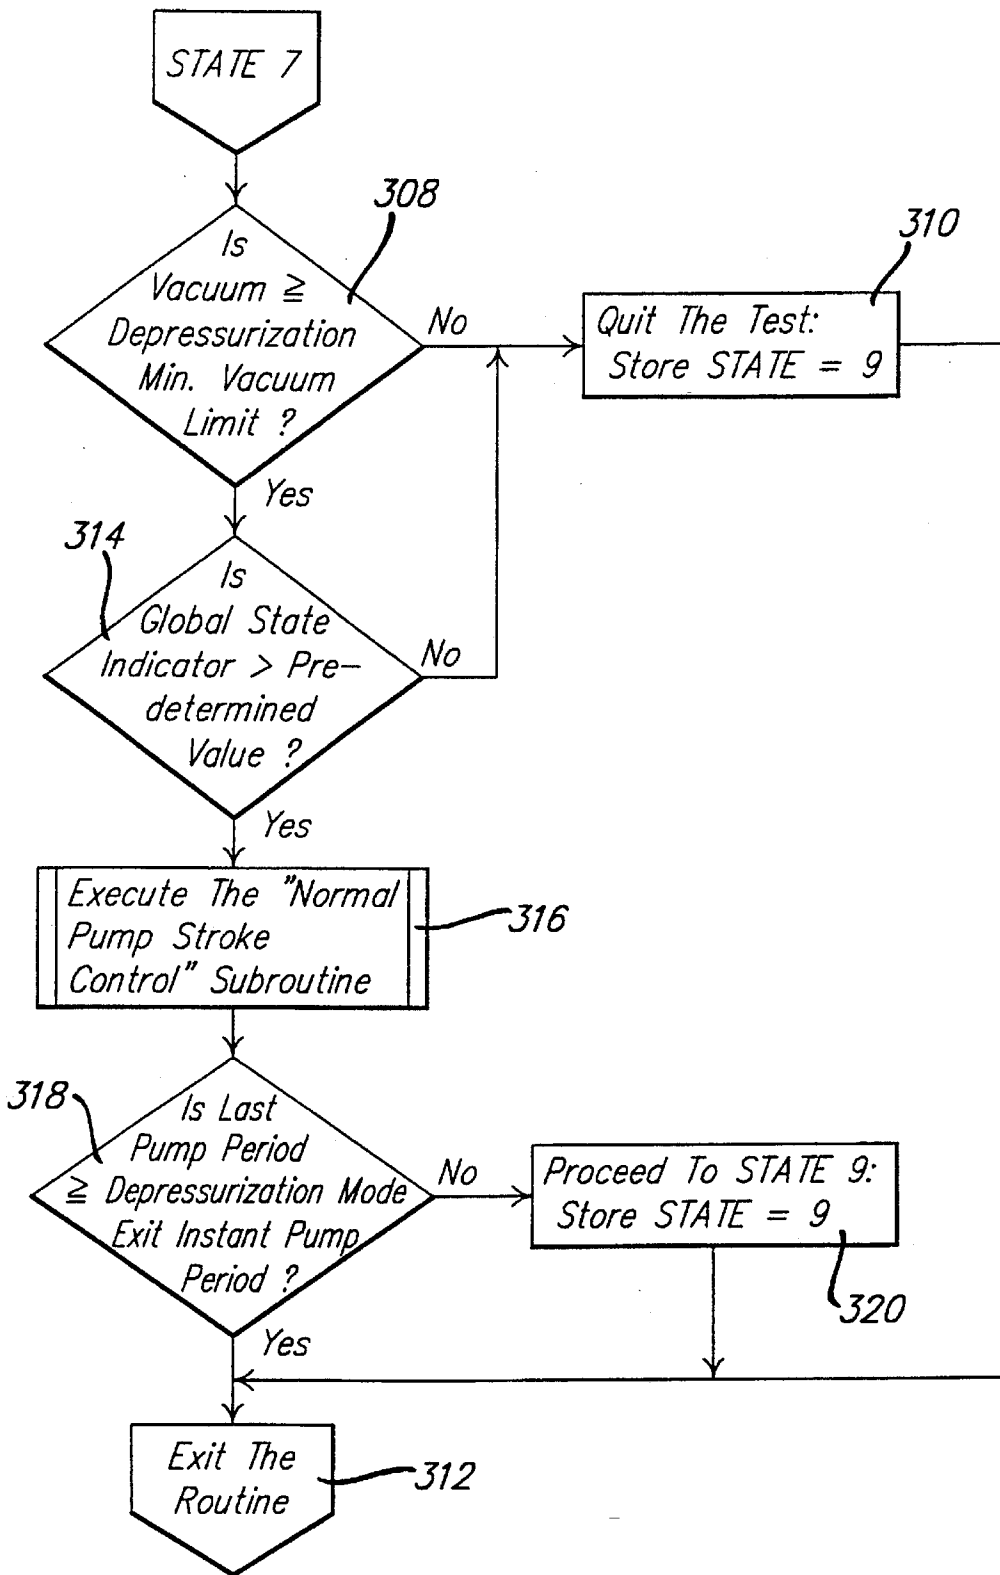 STATE 7
308
Is
Vacuum ≧
Depressurization
Min. Vacuum
Limit ?
No
310
Quit The Test:
Store STATE = 9
Yes
314
Is
Global State
Indicator > Pre-
determined
Value ?
No
Yes
Execute The "Normal
Pump Stroke
Control" Subroutine
316
318
Is Last
Pump Period
≧ Depressurization Mode
Exit Instant Pump
Period ?
No
Proceed To STATE 9:
Store STATE = 9
320
Yes
Exit The
Routine
312